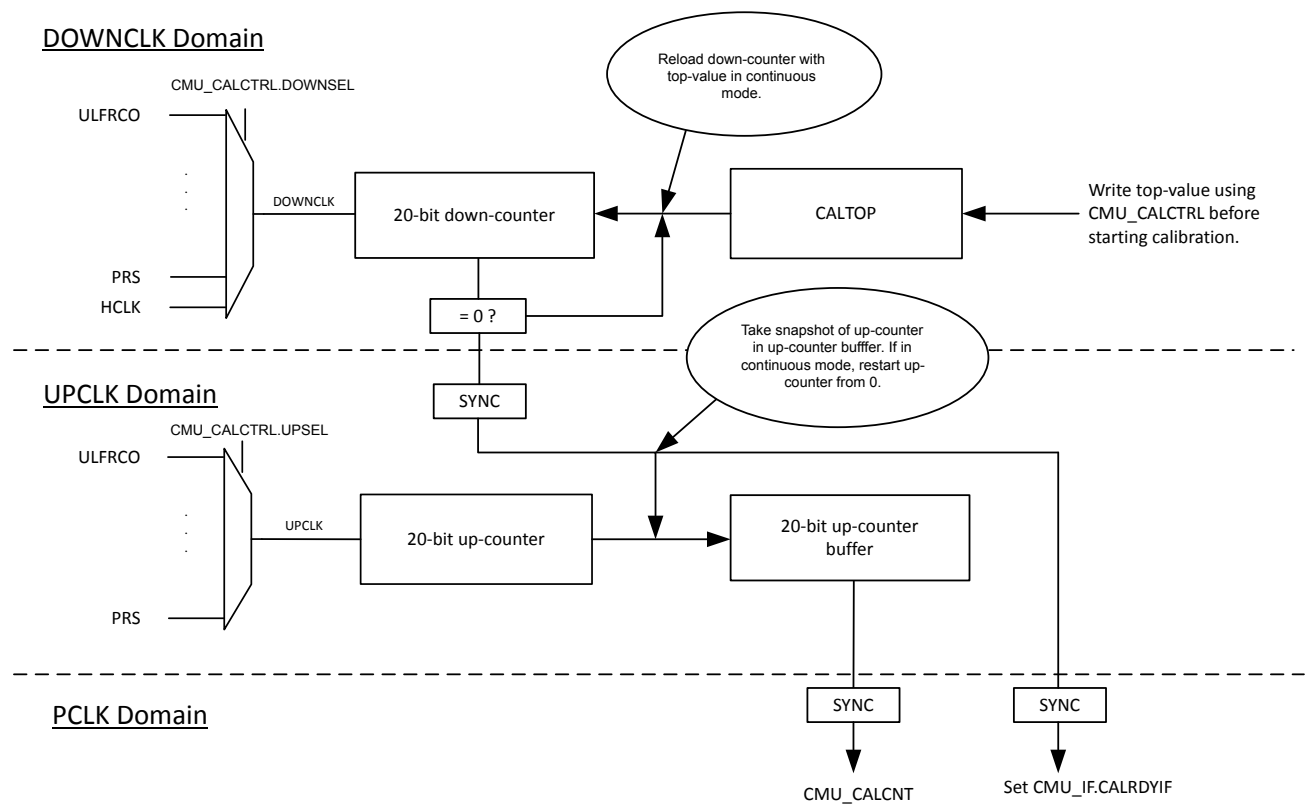 DOWNCLK Domain
Reload down-counter with
top-value in continuous
mode.
CMU_CALCTRL.DOWNSEL
ULFRCO
.
.
.
DOWNCLK
20-bit down-counter
CALTOP
Write top-value using
CMU_CALCTRL before
starting calibration.
PRS
HCLK
= 0 ?
Take snapshot of up-counter
in up-counter bufffer. If in
continuous mode, restart up-
counter from 0.
UPCLK Domain
SYNC
CMU_CALCTRL.UPSEL
ULFRCO
.
.
.
UPCLK
20-bit up-counter
20-bit up-counter
buffer
PRS
PCLK Domain
SYNC
SYNC
CMU_CALCNT
Set CMU_IF.CALRDYIF